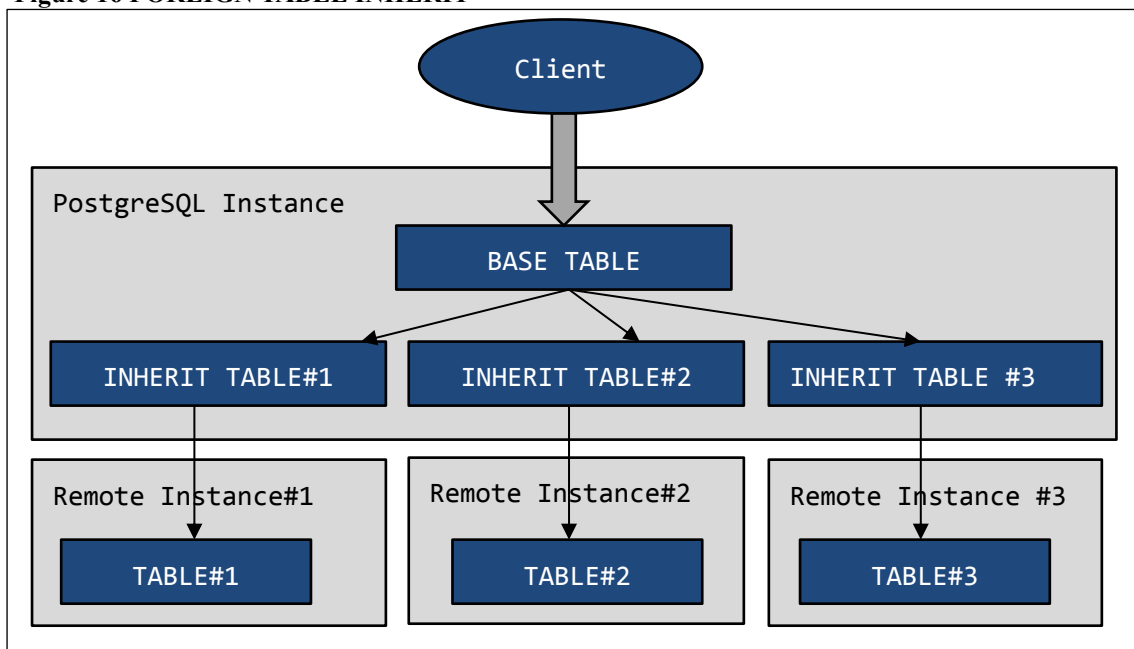 Figure 16 FOREIGN TABLE INHERIT
Client
PostgreSQL Instance
BASE TABLE
INHERIT TABLE#1
INHERIT TABLE#2
INHERIT TABLE #3
Remote Instance#1
Remote Instance#2
Remote Instance #3
TABLE#1
TABLE#2
TABLE#3